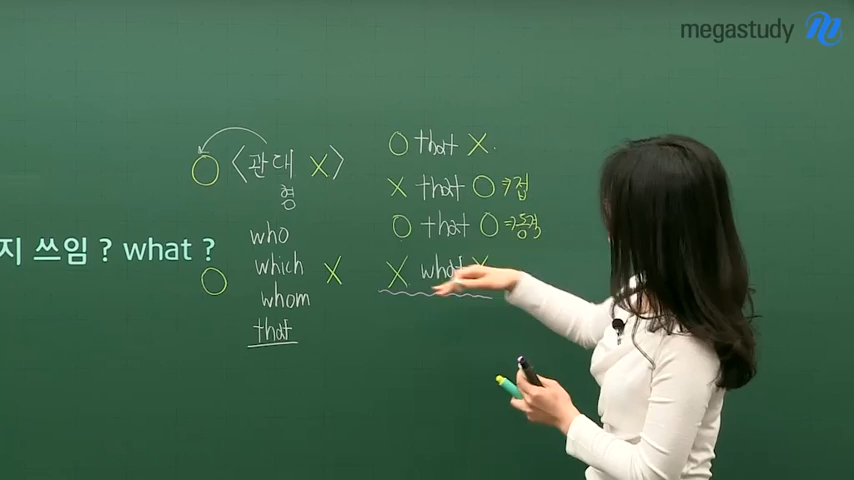 megastudy
O that X.
O <관대 X>
형
X that O ⇒ 접
O that O ⇒ 동격
지 쓰임 ? what ?
who
O which X
whom
that
X what X